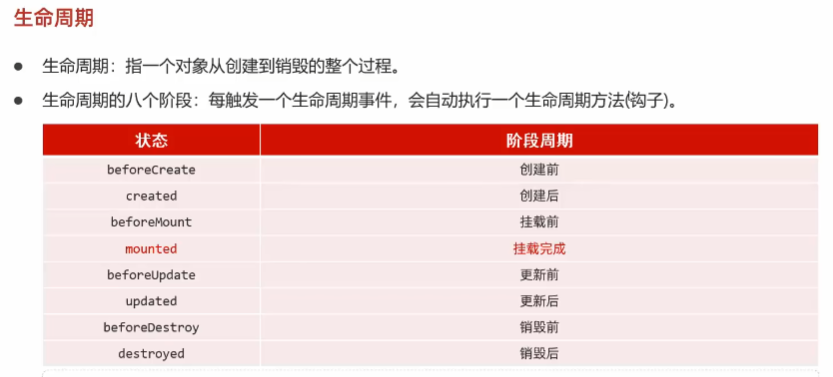 生命周期
● 生命周期：指一个对象从创建到销毁的整个过程。
● 生命周期的八个阶段：每触发一个生命周期事件，会自动执行一个生命周期方法(钩子)。
状态 阶段周期
beforeCreate 创建前
created 创建后
beforeMount 挂载前
mounted 挂载完成
beforeUpdate 更新前
updated 更新后
beforeDestroy 销毁前
destroyed 销毁后